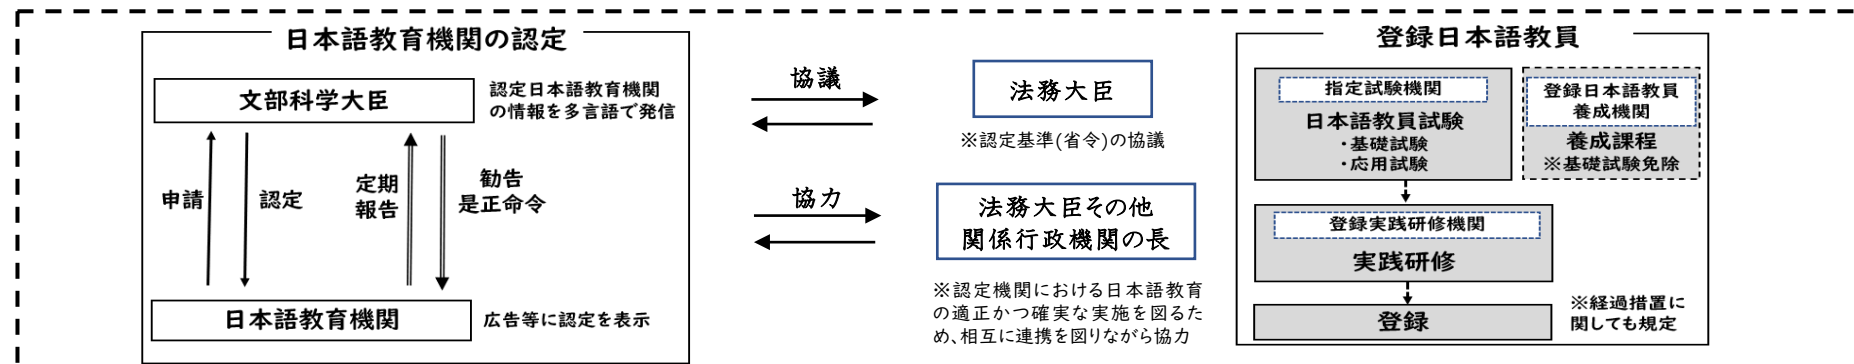 日本語教育機関の認定
文部科学大臣
認定日本語教育機関
の情報を多言語で発信
申請
認定
定期
報告
勧告
是正命令
日本語教育機関
広告等に認定を表示
協議
法務大臣
※認定基準(省令)の協議
協力
法務大臣その他
関係行政機関の長
※認定機関における日本語教育
の適正かつ確実な実施を図るた
め、相互に連携を図りながら協力
登録日本語教員
指定試験機関
日本語教員試験
・基礎試験
・応用試験
登録日本語教員
養成機関
養成課程
※基礎試験免除
登録実践研修機関
実践研修
登録
※経過措置に
関しても規定